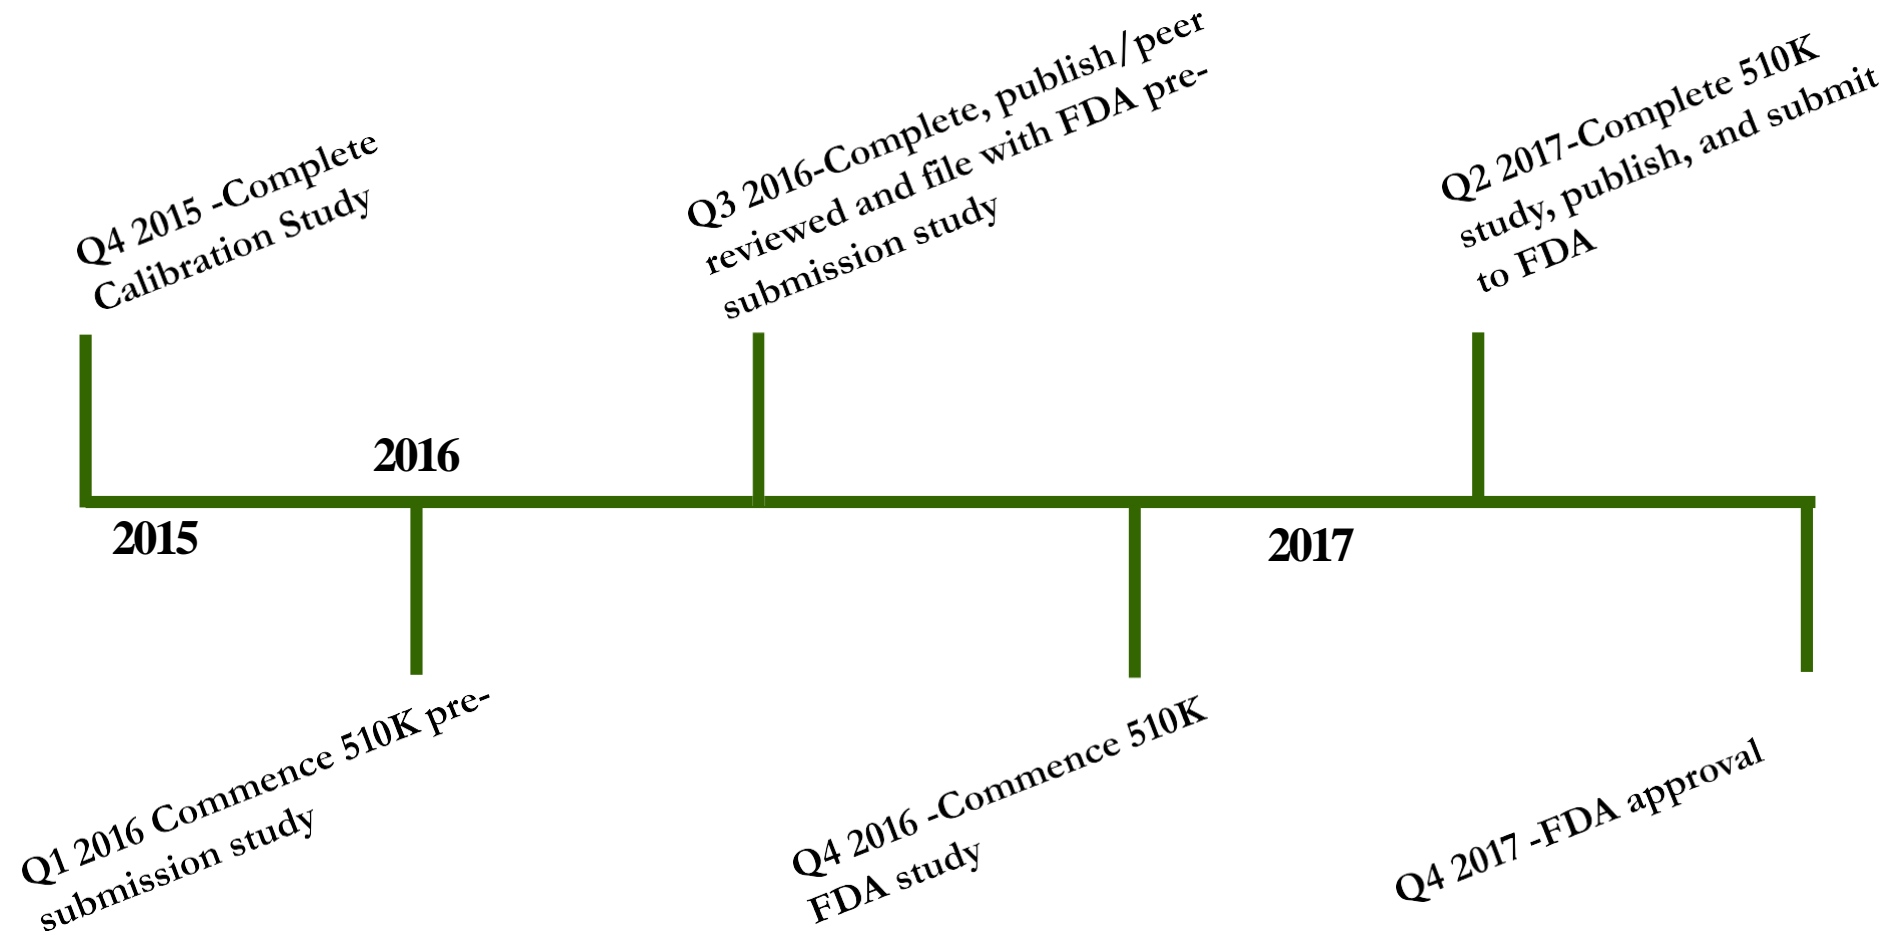 Q4 2015 -Complete
Calibration Study
Q3 2016-Complete, publish/peer
reviewed and file with FDA pre-
submission study
Q2 2017-Complete 510K
study, publish, and submit
to FDA
2016
2015
2017
Q1 2016 Commence 510K pre-
submission study
Q4 2016 -Commence 510K
FDA study
Q4 2017 -FDA approval